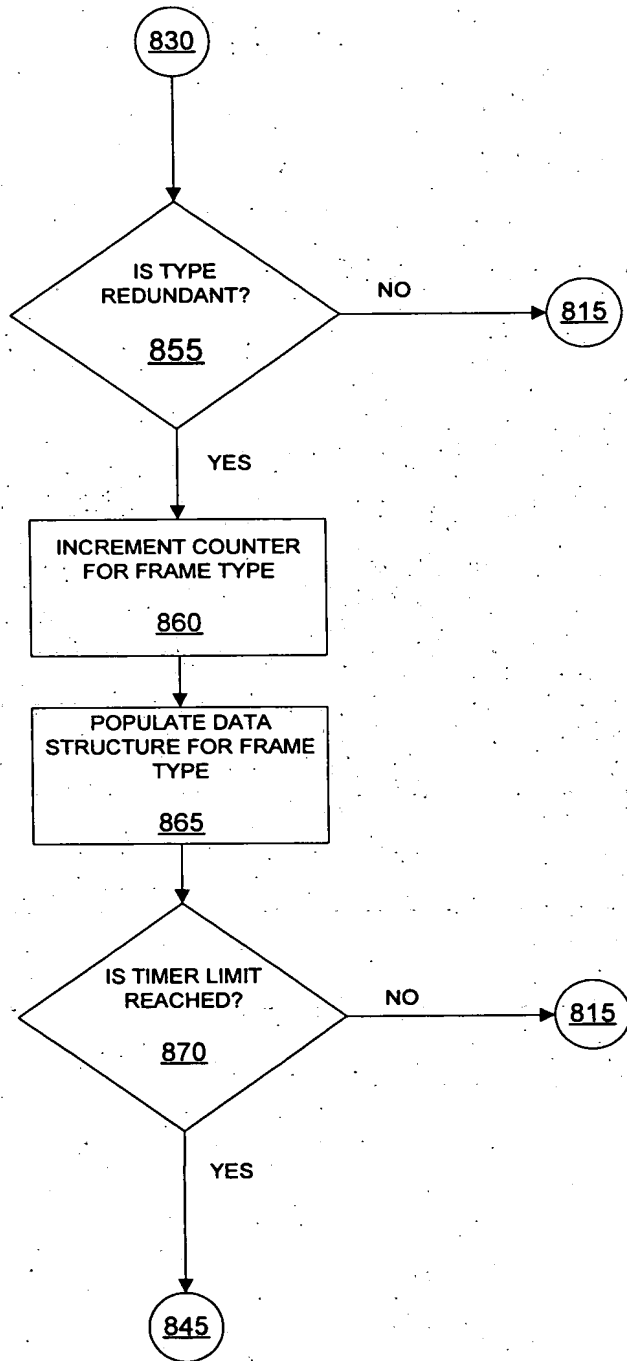 830
IS TYPE
REDUNDANT?
855
NO
815
YES
INCREMENT COUNTER
FOR FRAME TYPE
860
POPULATE DATA
STRUCTURE FOR FRAME
TYPE
865
IS TIMER LIMIT
REACHED?
870
NO
815
YES
845